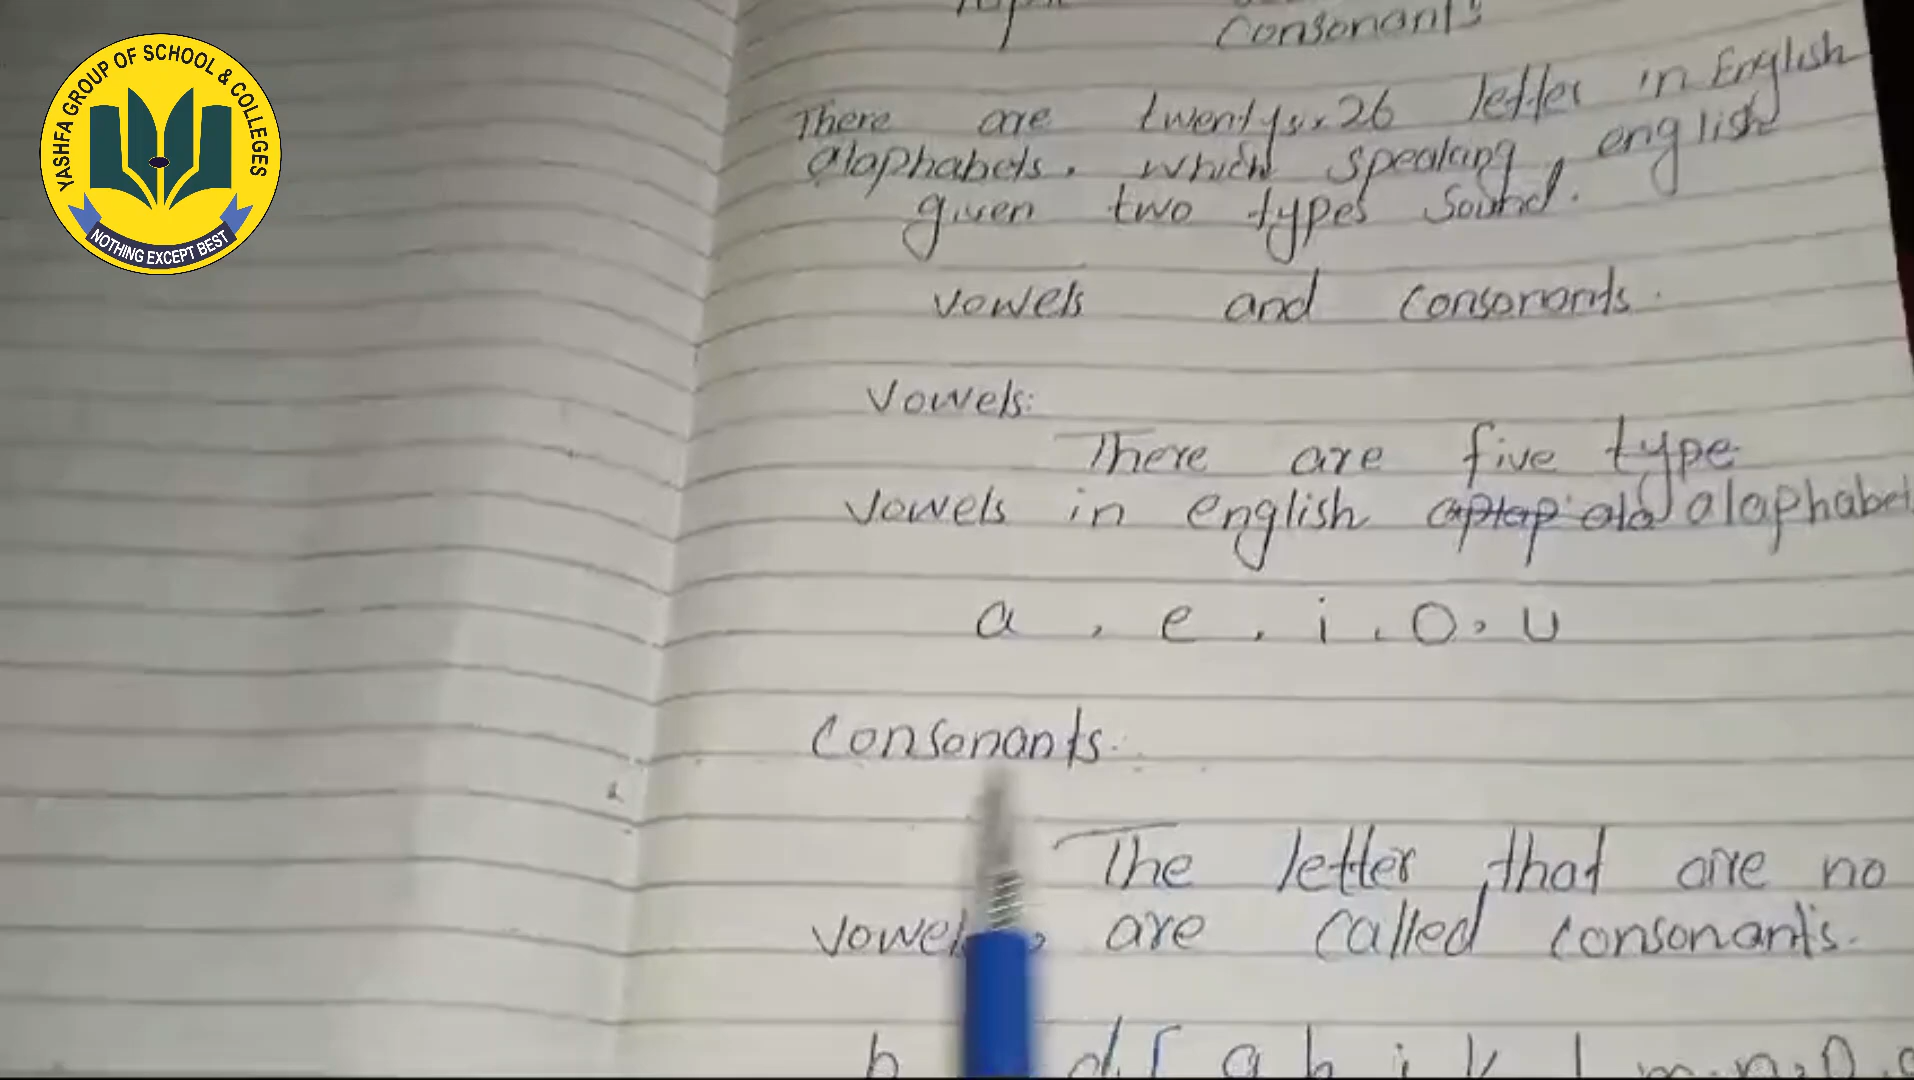 YASHFA GROUP OF SCHOOL & COLLEGES
NOTHING EXCEPT BEST
Consonants
There are twentysix 26 letter in English
alaphabets. which speaking, english
given two types sound.
vowels and consonants.
Vowels:
There are five type
vowels in english alaphabet
a, e, i, o, u
Consonants:
The letter that are no
vowel, are called consonants.
b d, f g h i k l m, n, o, q